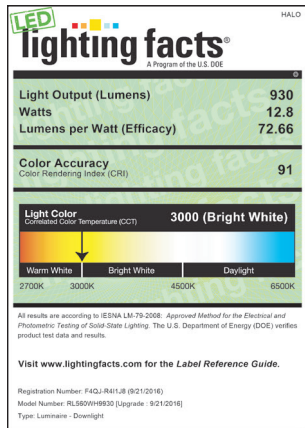 HALO
LED
lighting facts®
A Program of the U.S. DOE
Light Output (Lumens) 930
Watts 12.8
Lumens per Watt (Efficacy) 72.66
Color Accuracy
Color Rendering Index (CRI) 91
Light Color
Correlated Color Temperature (CCT) 3000 (Bright White)
Warm White Bright White Daylight
2700K 3000K 4500K 6500K
All results are according to IESNA LM-79-2008: Approved Method for the Electrical and
Photometric Testing of Solid-State Lighting. The U.S. Department of Energy (DOE) verifies
product test data and results.
Visit www.lightingfacts.com for the Label Reference Guide.
Registration Number: F4QJ-R4I1J8 (9/21/2016)
Model Number: RL560WH9930 [Upgrade : 9/21/2016]
Type: Luminaire - Downlight